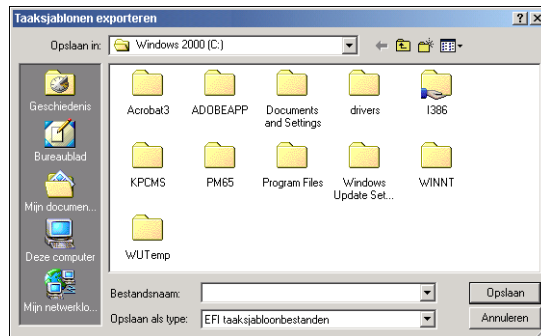 Taaksjablonen exporteren
Opslaan in:
Windows 2000 (C:)
Geschiedenis
Bureaublad
Mijn documen...
Deze computer
Mijn netwerklo...
Acrobat3
ADOBEAPP
Documents
and Settings
drivers
I386
KPCMS
PM65
Program Files
Windows
Update Set...
WINNT
WUTemp
Bestandsnaam:
Opslaan
Opslaan als type:
EFI taaksjabloonbestanden
Annuleren